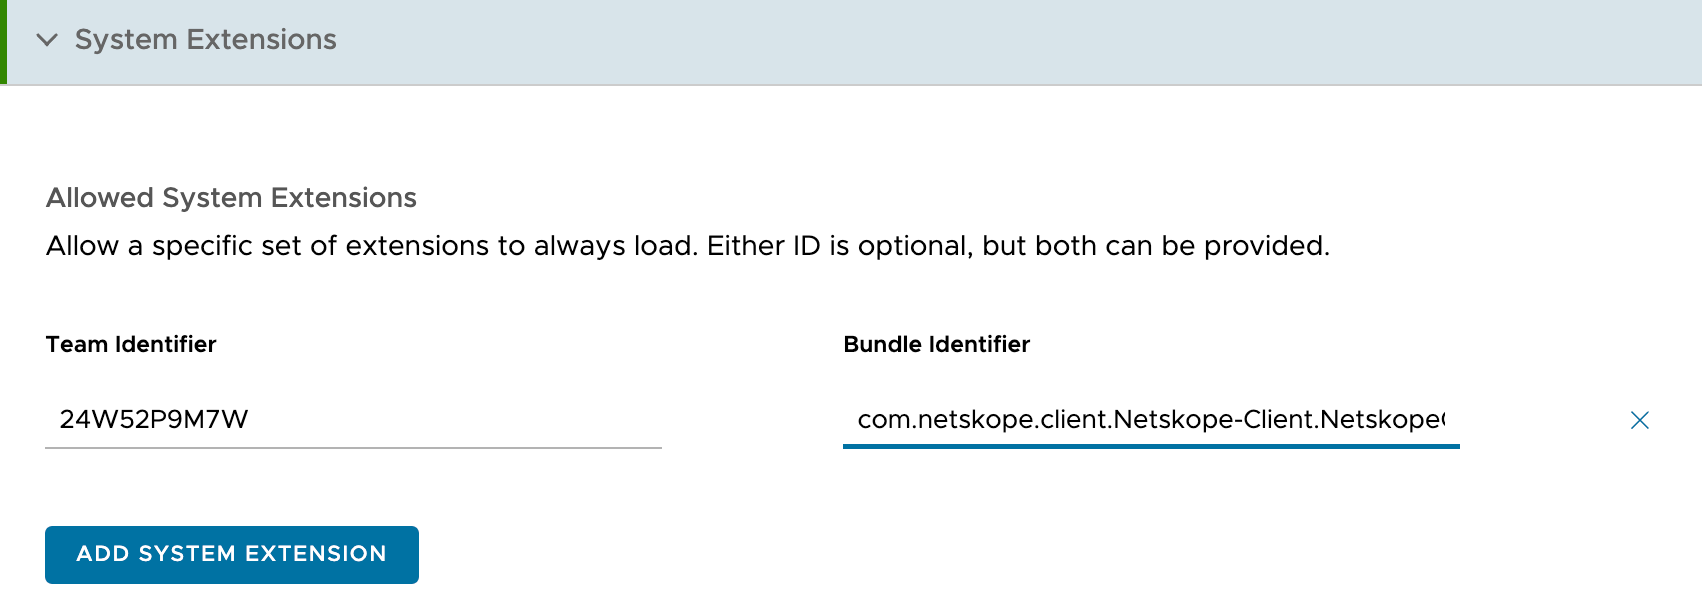 System Extensions
Allowed System Extensions
Allow a specific set of extensions to always load. Either ID is optional, but both can be provided.
Team Identifier
Bundle Identifier
24W52P9M7W
com.netskope.client.Netskope-Client.Netskope
ADD SYSTEM EXTENSION